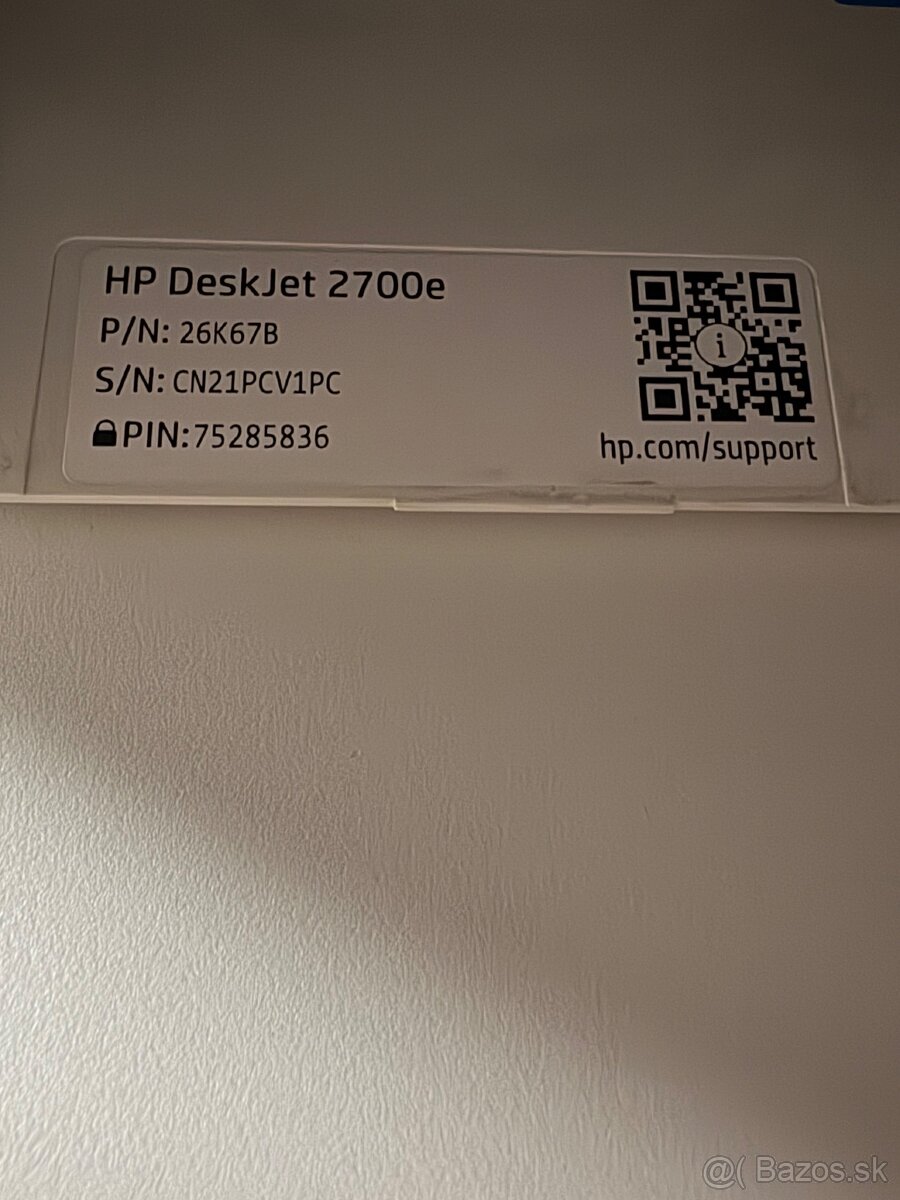 HP DeskJet 2700e
P/N: 26K67B
S/N: CN21PCV1PC
PIN:75285836
i
hp.com/support
@( Bazos.sk